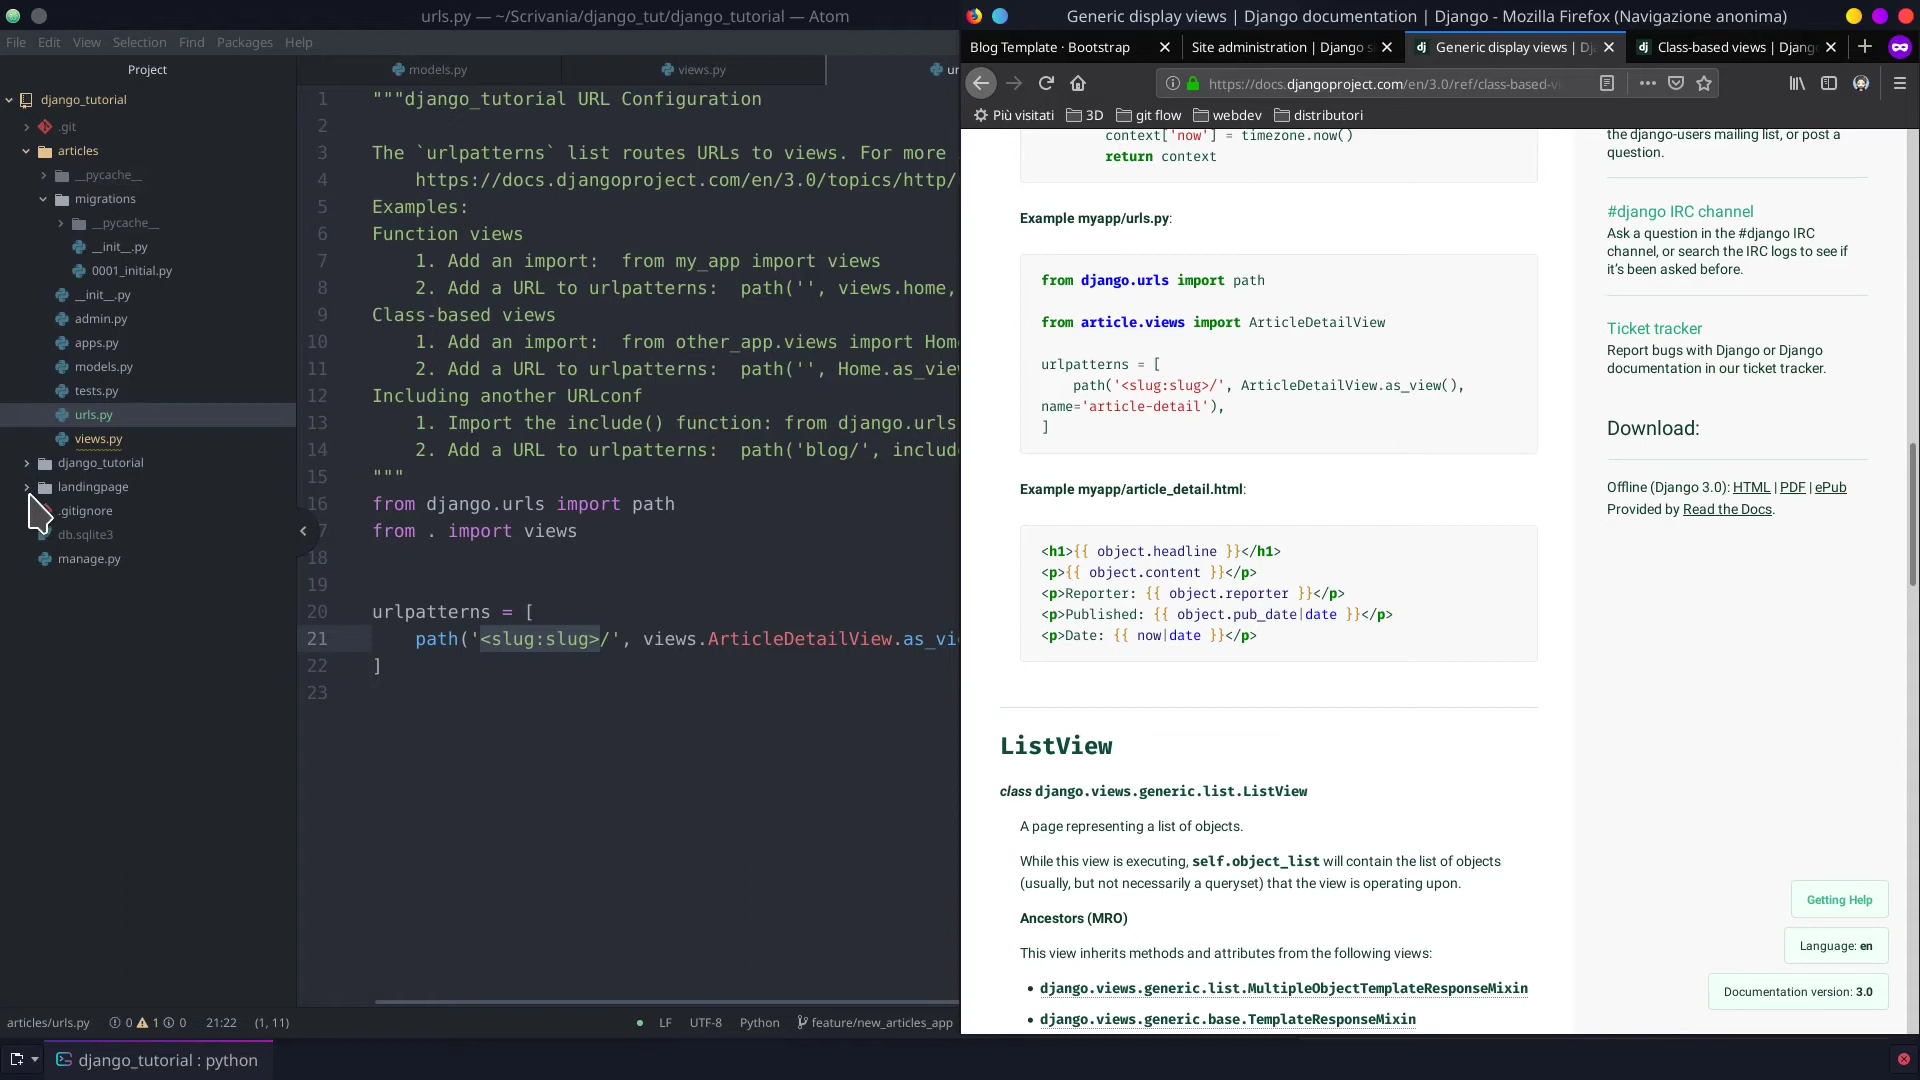 urls.py — ~/Scrivania/django_tut/django_tutorial — Atom
File Edit View Selection Find Packages Help
Project
django_tutorial
.git
articles
__pycache__
migrations
__pycache__
__init__.py
0001_initial.py
__init__.py
admin.py
apps.py
models.py
tests.py
urls.py
views.py
django_tutorial
landingpage
.gitignore
db.sqlite3
manage.py
models.py
views.py
ur
1 """django_tutorial URL Configuration
2
3 The `urlpatterns` list routes URLs to views. For more
4 https://docs.djangoproject.com/en/3.0/topics/http/
5 Examples:
6 Function views
7 1. Add an import:  from my_app import views
8 2. Add a URL to urlpatterns:  path('', views.home,
9 Class-based views
10 1. Add an import:  from other_app.views import Hom
11 2. Add a URL to urlpatterns:  path('', Home.as_vie
12 Including another URLconf
13 1. Import the include() function: from django.urls
14 2. Add a URL to urlpatterns:  path('blog/', includ
15 """
16 from django.urls import path
7 from . import views
18
19
20 urlpatterns = [
21 path('<slug:slug>/', views.ArticleDetailView.as_vi
22 ]
23
articles/urls.py 0 1 0 21:22 (1, 11) LF UTF-8 Python feature/new_articles_app
django_tutorial : python
Generic display views | Django documentation | Django - Mozilla Firefox (Navigazione anonima)
Blog Template · Bootstrap
Site administration | Django s
Generic display views | Dj
Class-based views | Django
https://docs.djangoproject.com/en/3.0/ref/class-based-vi
Più visitati 3D git flow webdev distributori
context['now'] = timezone.now()
return context
Example myapp/urls.py:
from django.urls import path
from article.views import ArticleDetailView
urlpatterns = [
path('<slug:slug>/', ArticleDetailView.as_view(),
name='article-detail'),
]
Example myapp/article_detail.html:
<h1>{{ object.headline }}</h1>
<p>{{ object.content }}</p>
<p>Reporter: {{ object.reporter }}</p>
<p>Published: {{ object.pub_date|date }}</p>
<p>Date: {{ now|date }}</p>
ListView
class django.views.generic.list.ListView
A page representing a list of objects.
While this view is executing, self.object_list will contain the list of objects
(usually, but not necessarily a queryset) that the view is operating upon.
Ancestors (MRO)
This view inherits methods and attributes from the following views:
• django.views.generic.list.MultipleObjectTemplateResponseMixin
• django.views.generic.base.TemplateResponseMixin
the django-users mailing list, or post a
question.
#django IRC channel
Ask a question in the #django IRC
channel, or search the IRC logs to see if
it’s been asked before.
Ticket tracker
Report bugs with Django or Django
documentation in our ticket tracker.
Download:
Offline (Django 3.0): HTML | PDF | ePub
Provided by Read the Docs.
Getting Help
Language: en
Documentation version: 3.0